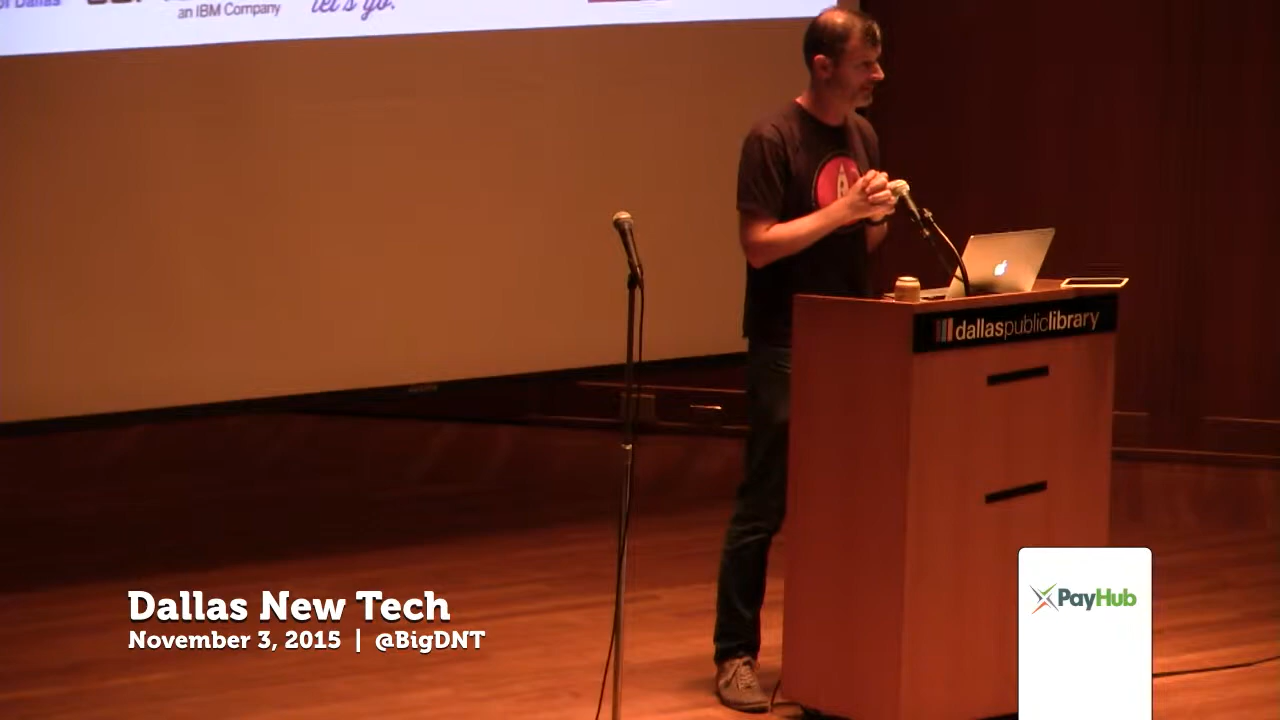 of Dallas
an IBM Company
let's go.
dallaspubliclibrary
PayHub
Dallas New Tech
November 3, 2015 | @BigDNT